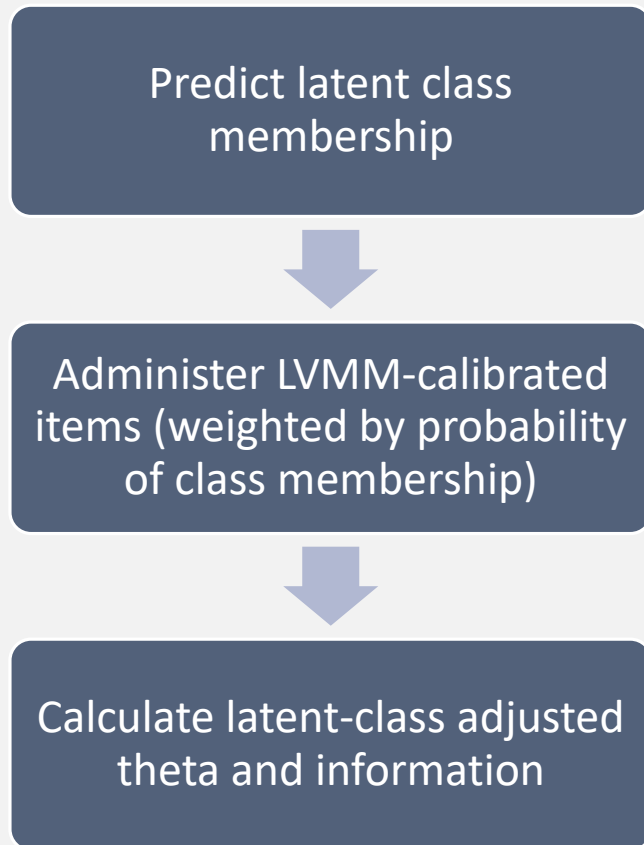 Predict latent class
membership
Administer LVMM-calibrated
items (weighted by probability
of class membership)
Calculate latent-class adjusted
theta and information